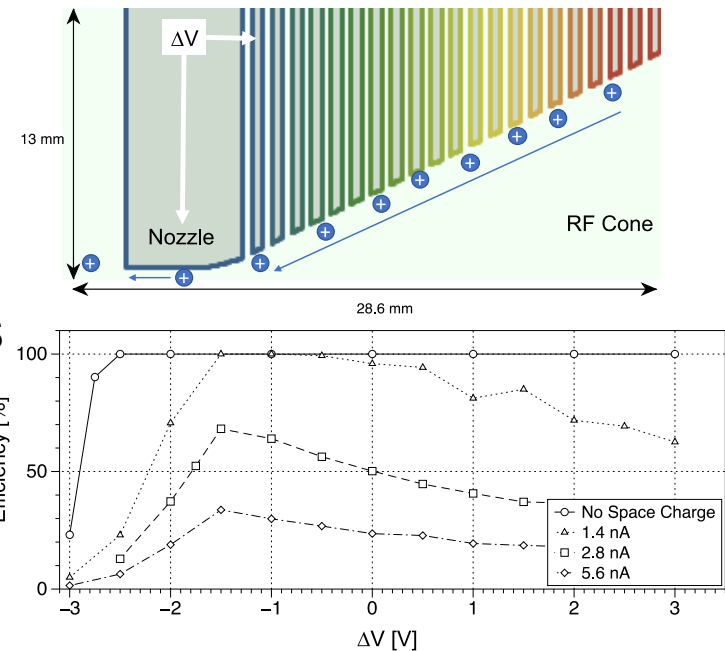 ΔV
13 mm
Nozzle
RF Cone
28.6 mm
100
50
0
Efficiency [%]
No Space Charge
1.4 nA
2.8 nA
5.6 nA
−3
−2
−1
0
1
2
3
ΔV [V]
+
+
+
+
+
+
+
+
+
+
+